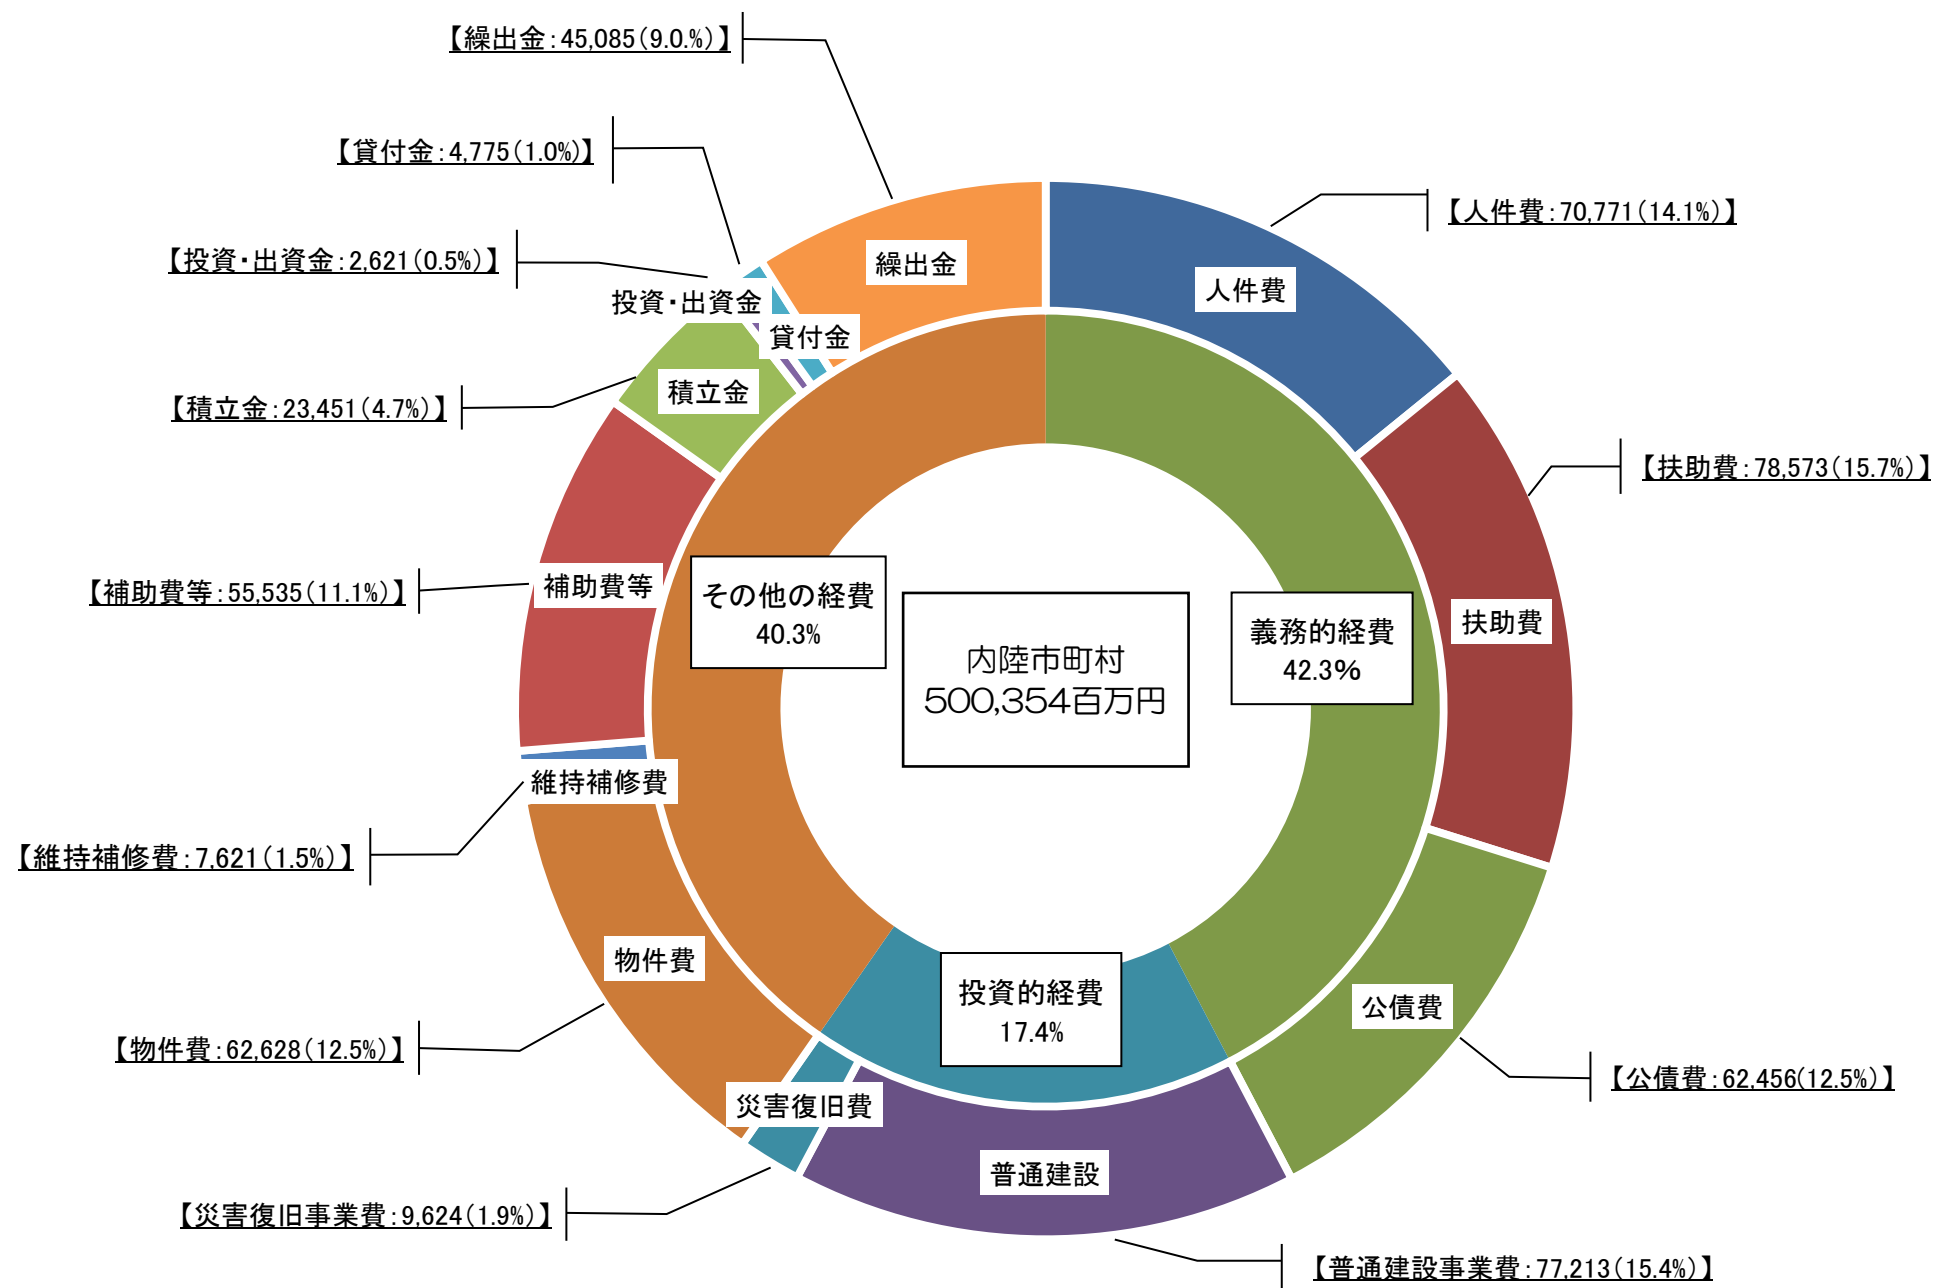 【繰出金：45,085(9.0.%)】
【貸付金：4,775(1.0%)】
【投資・出資金：2,621(0.5%)】
【積立金：23,451(4.7%)】
【補助費等：55,535(11.1%)】
【維持補修費：7,621(1.5%)】
【物件費：62,628(12.5%)】
【災害復旧事業費：9,624(1.9%)】
【人件費：70,771(14.1%)】
【扶助費：78,573(15.7%)】
【公債費：62,456(12.5%)】
【普通建設事業費：77,213(15.4%)】
繰出金
人件費
投資・出資金
貸付金
積立金
補助費等
扶助費
維持補修費
物件費
公債費
災害復旧費
普通建設
その他の経費
40.3%
義務的経費
42.3%
投資的経費
17.4%
内陸市町村
500,354百万円